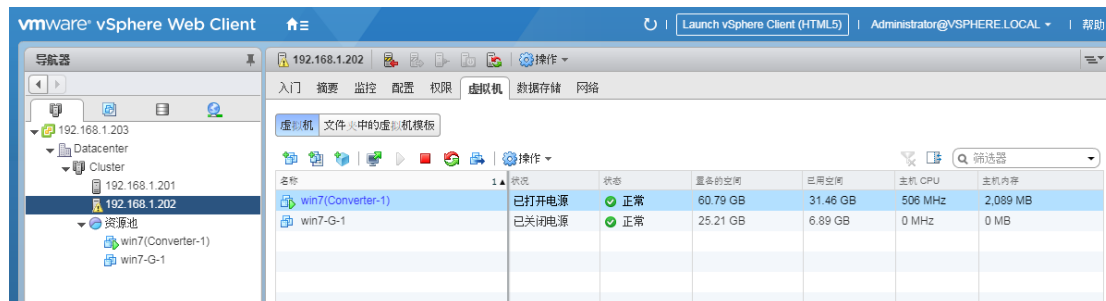 vmware® vSphere Web Client
Launch vSphere Client (HTML5) | Administrator@VSPHERE.LOCAL | 帮助
导航器
192.168.1.203
Datacenter
Cluster
192.168.1.201
192.168.1.202
资源池
win7(Converter-1)
win7-G-1
192.168.1.202 操作
入门 摘要 监控 配置 权限 虚拟机 数据存储 网络
虚拟机 文件夹中的虚拟机模板
操作 筛选器
名称 1 状况 状态 置备的空间 已用空间 主机 CPU 主机内存
win7(Converter-1) 已打开电源 正常 60.79 GB 31.46 GB 506 MHz 2,089 MB
win7-G-1 已关闭电源 正常 25.21 GB 6.89 GB 0 MHz 0 MB